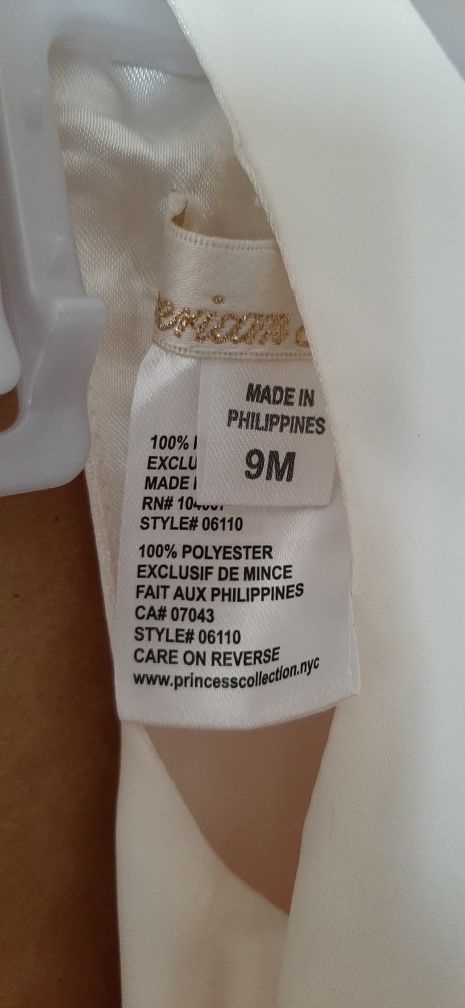 MADE IN
PHILIPPINES
9M
100%
EXCLU
MADE
RN#
STYLE# 06110
100% POLYESTER
EXCLUSIF DE MINCE
FAIT AUX PHILIPPINES
CA# 07043
STYLE# 06110
CARE ON REVERSE
www.princesscollection.nyc